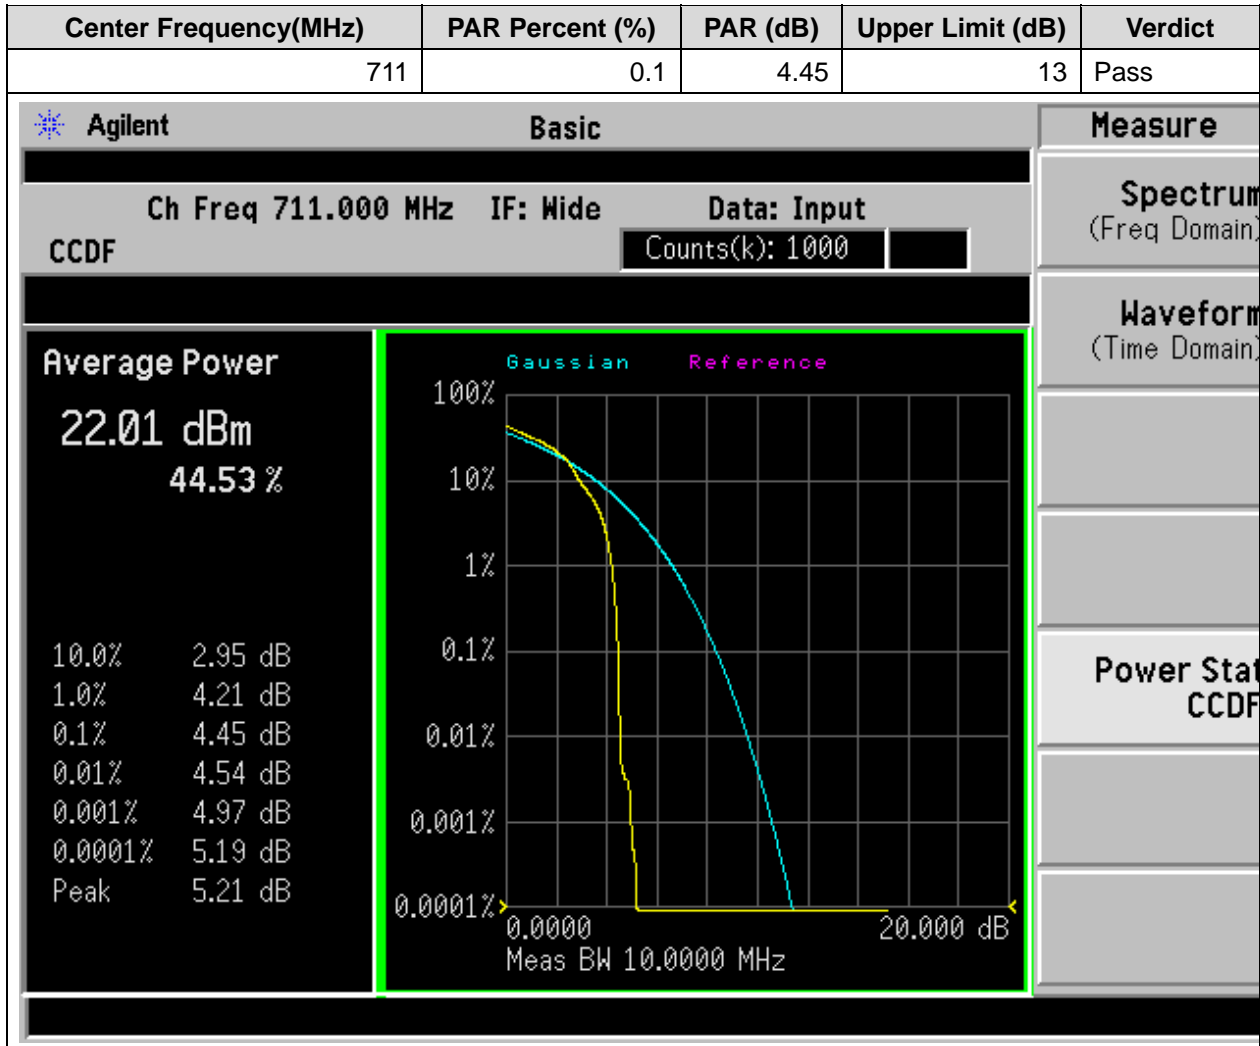 Center Frequency(MHz) PAR Percent (%) PAR (dB) Upper Limit (dB) Verdict
711 0.1 4.45 13 Pass
Agilent Basic Measure
Ch Freq 711.000 MHz IF: Wide Data: Input
CCDF Counts(k): 1000
Spectrum
(Freq Domain)
Waveform
(Time Domain)
Power Stat
CCDF
Average Power
22.01 dBm
44.53 %
10.0% 2.95 dB
1.0% 4.21 dB
0.1% 4.45 dB
0.01% 4.54 dB
0.001% 4.97 dB
0.0001% 5.19 dB
Peak 5.21 dB
Gaussian Reference
100%
10%
1%
0.1%
0.01%
0.001%
0.0001%
0.0000 20.000 dB
Meas BW 10.0000 MHz